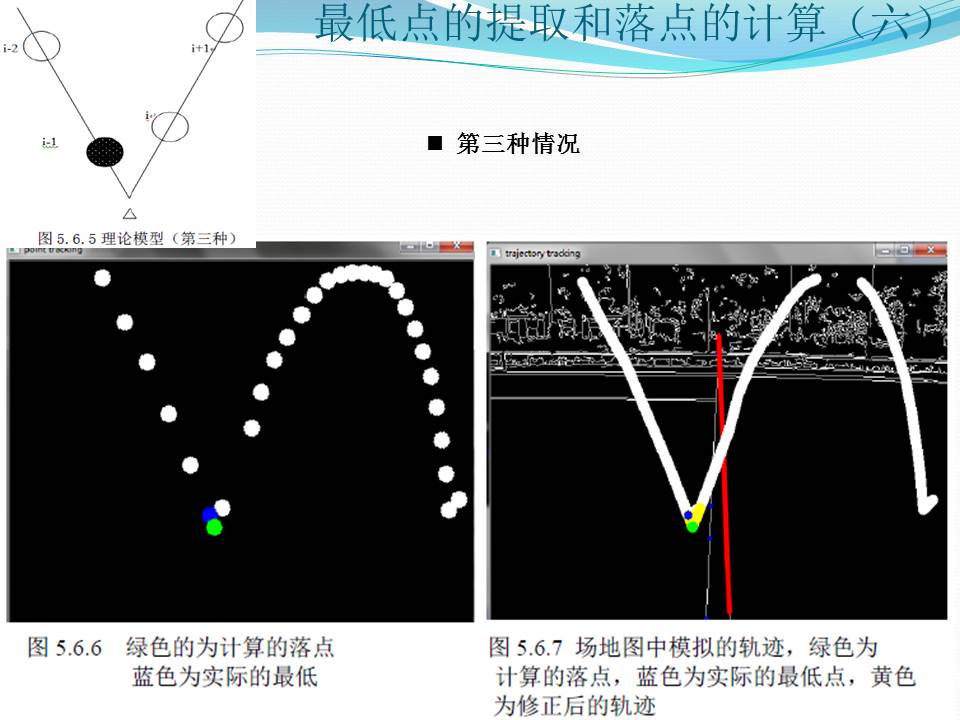 最低点的提取和落点的计算（六）
i-2
i+1
i
i-1
△
图 5.6.5 理论模型（第三种）
■ 第三种情况
point tracking
trajectory tracking
图 5.6.6 绿色的为计算的落点
蓝色为实际的最低
图 5.6.7 场地图中模拟的轨迹，绿色为
计算的落点，蓝色为实际的最低点，黄色
为修正后的轨迹